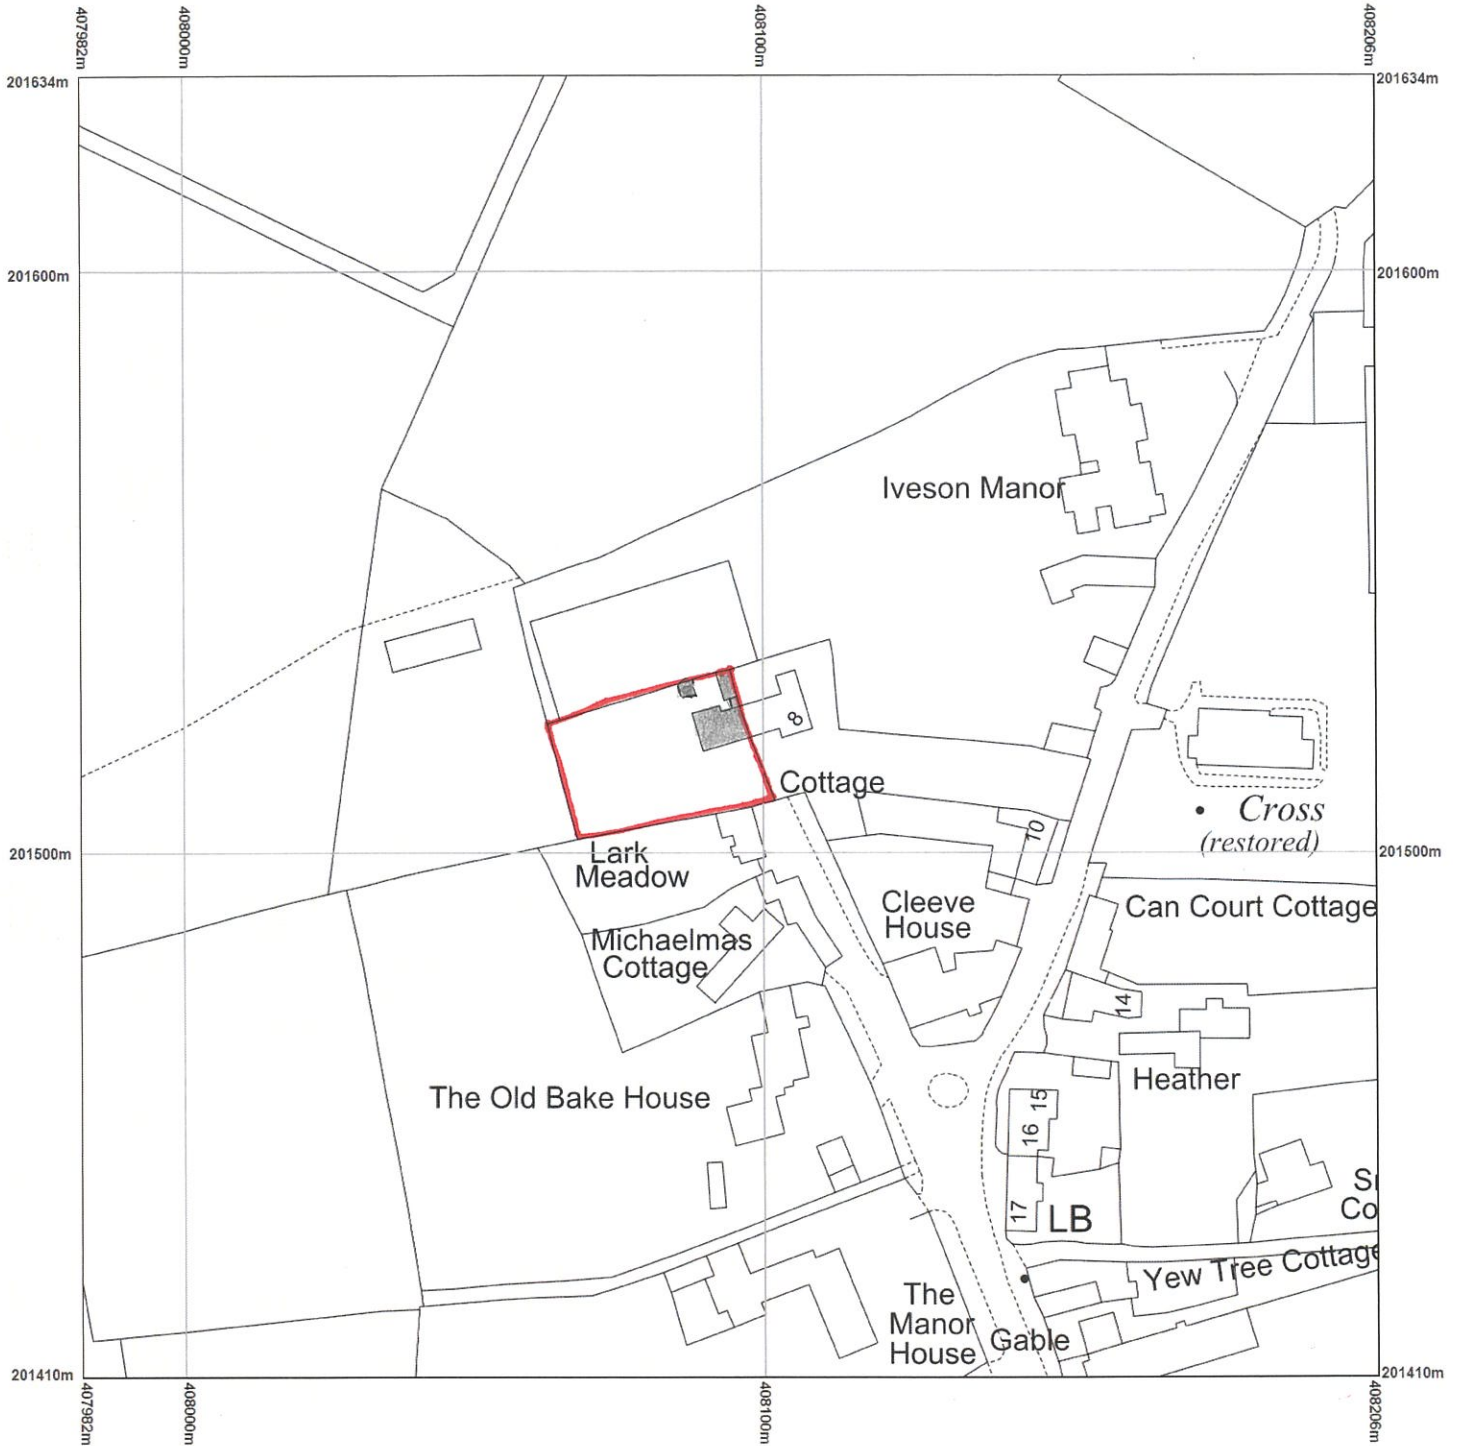 407982m
408000m
408100m
408206m
201634m
201634m
201600m
201600m
Iveson Manor
8
Cottage
Cross
(restored)
10
201500m
201500m
Lark
Meadow
Cleeve
House
Can Court Cottage
Michaelmas
Cottage
14
Heather
The Old Bake House
15
16
17
LB
Yew Tree Cottage
The
Manor
House
Gable
Co
201410m
201410m
407982m
408000m
408100m
408206m